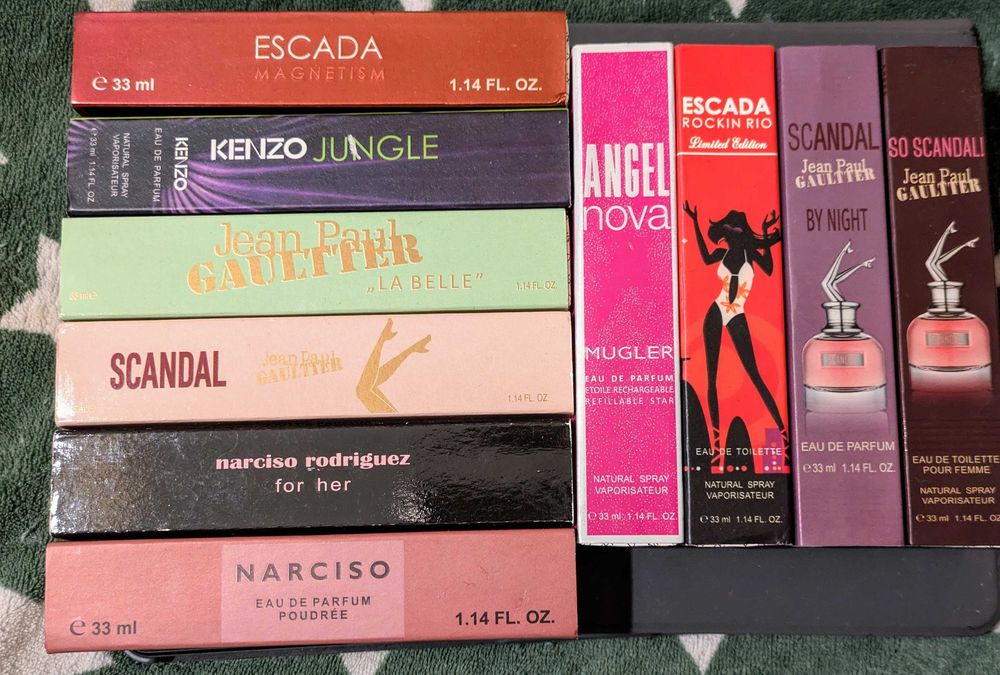 ESCADA
MAGNETISM
℮ 33 ml 1.14 FL. OZ.
℮ 33 ml 1.14 FL. OZ.
NATURAL SPRAY
VAPORISATEUR
EAU DE PARFUM
KENZO
KENZO JUNGLE
Jean Paul
GAULTIER
„LA BELLE”
33 ml ℮ 1.14 FL. OZ.
SCANDAL
Jean Paul
GAULTIER
1.14 FL. OZ.
narciso rodriguez
for her
NARCISO
EAU DE PARFUM
POUDRÉE
℮ 33 ml 1.14 FL. OZ.
ANGEL
nova
MUGLER
EAU DE PARFUM
ETOILE RECHARGEABLE
REFILLABLE STAR
NATURAL SPRAY
VAPORISATEUR
℮ 33 ml 1.14 FL. OZ.
ESCADA
ROCKIN RIO
Limited Edition
EAU DE TOILETTE
NATURAL SPRAY
VAPORISATEUR
℮ 33 ml 1.14 FL. OZ.
SCANDAL
Jean Paul
GAULTIER
BY NIGHT
SCANDAL
EAU DE PARFUM
℮ 33 ml 1.14 FL. OZ.
SO SCANDAL!
Jean Paul
GAULTIER
SCANDAL
EAU DE TOILETTE
POUR FEMME
NATURAL SPRAY
VAPORISATEUR
℮ 33 ml 1.14 FL. OZ.